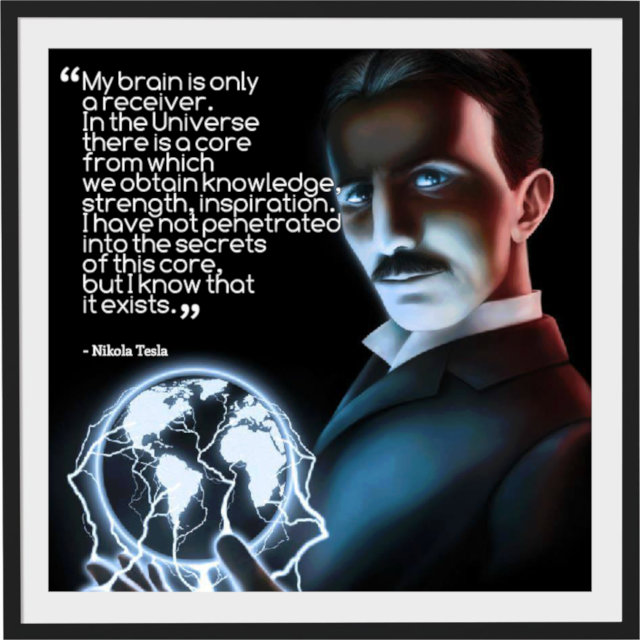 “My brain is only
a receiver.
In the Universe
there is a core
from which
we obtain knowledge,
strength, inspiration.
I have not penetrated
into the secrets
of this core,
but I know that
it exists.”
- Nikola Tesla